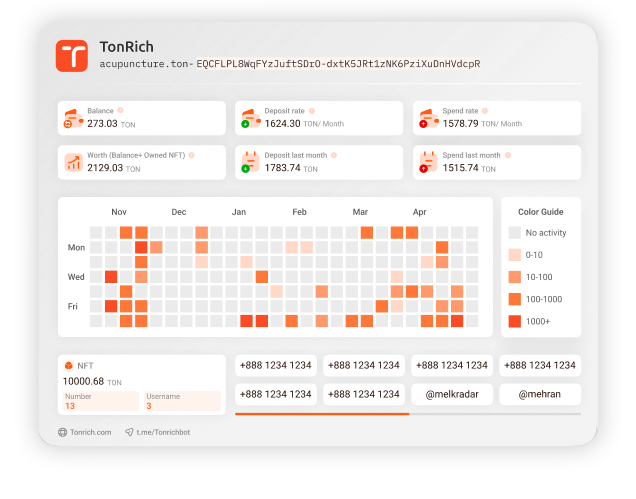 TonRich
acupuncture.ton- EQCFLPL8WqFYzJuftSDrO-dxtK5JRt1zNK6PziXuDnHVdcpR
Balance
273.03 TON
Deposit rate
1624.30 TON/ Month
Spend rate
1578.79 TON/ Month
Worth (Balance+ Owned NFT)
2129.03 TON
Deposit last month
1783.74 TON
Spend last month
1515.74 TON
Nov Dec Jan Feb Mar Apr
Mon
Wed
Fri
Color Guide
No activity
0-10
10-100
100-1000
1000+
NFT
10000.68 TON
Number
13
Username
3
+888 1234 1234 +888 1234 1234 +888 1234 1234 +888 1234 1234
+888 1234 1234 +888 1234 1234 @melkradar @mehran
Tonrich.com t.me/Tonrichbot